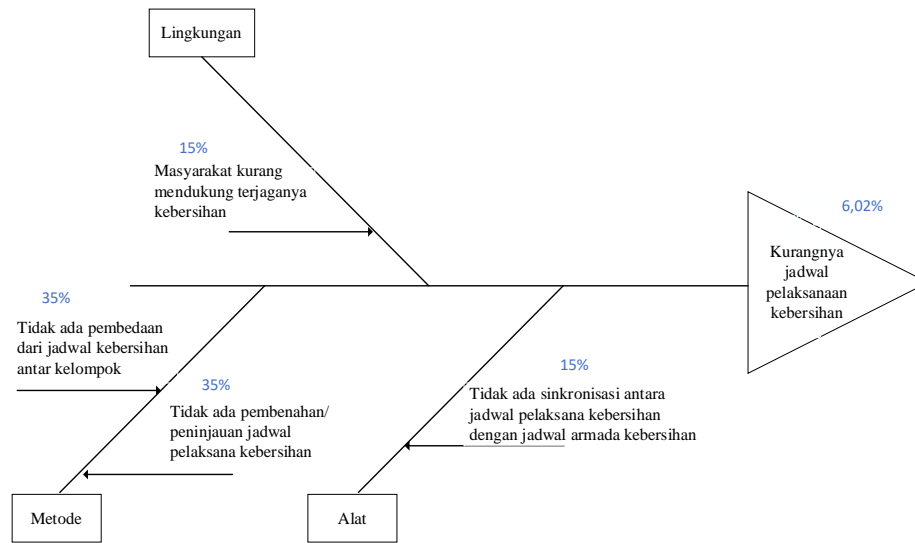 Lingkungan
15%
Masyarakat kurang
mendukung terjaganya
kebersihan
6,02%
Kurangnya
jadwal
pelaksanaan
kebersihan
35%
Tidak ada pembedaan
dari jadwal kebersihan
antar kelompok
35%
Tidak ada pembenahan/
peninjauan jadwal
pelaksana kebersihan
15%
Tidak ada sinkronisasi antara
jadwal pelaksana kebersihan
dengan jadwal armada kebersihan
Metode
Alat